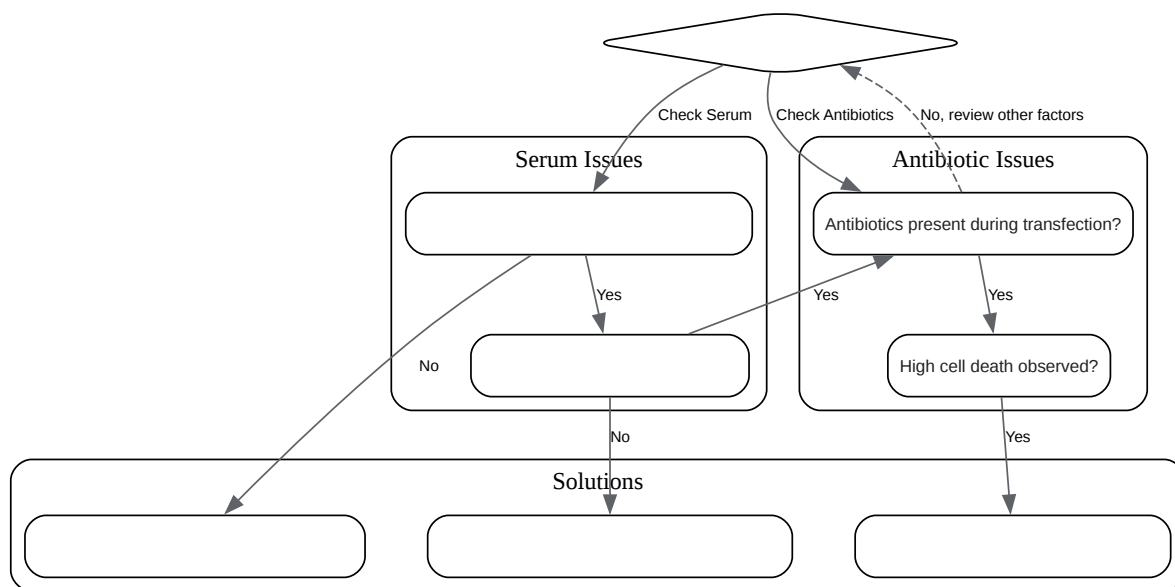 Check Serum
Check Antibiotics
No, review other factors
Serum Issues
Antibiotic Issues
Antibiotics present during transfection?
Yes
Yes
Yes
No
High cell death observed?
No
Yes
Solutions